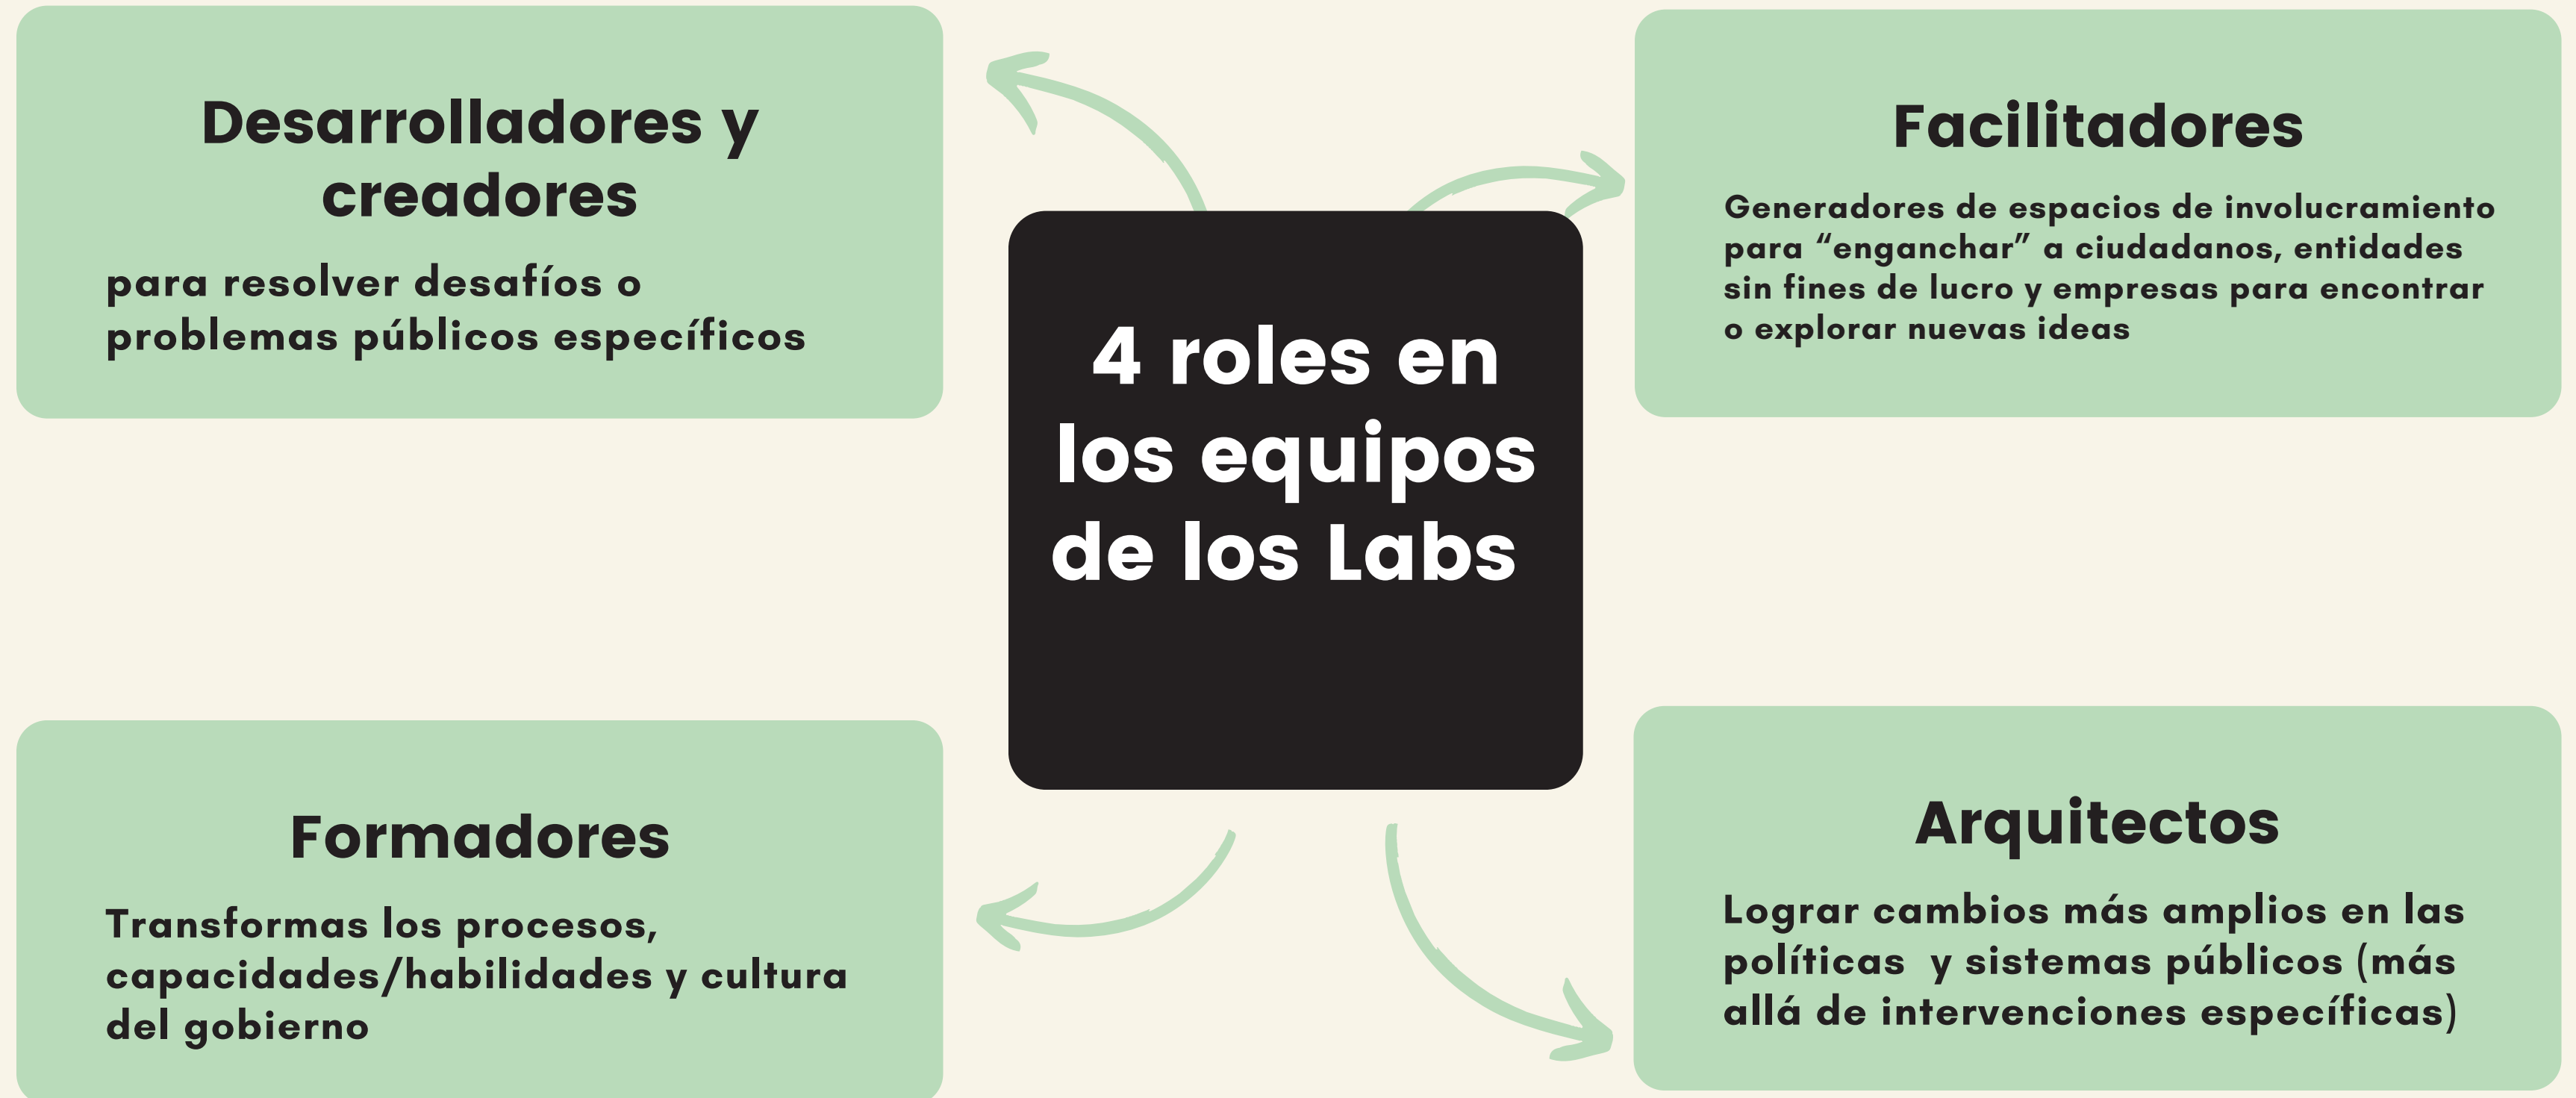 Desarrolladores y
creadores
para resolver desafíos o
problemas públicos específicos
Facilitadores
Generadores de espacios de involucramiento
para “enganchar” a ciudadanos, entidades
sin fines de lucro y empresas para encontrar
o explorar nuevas ideas
4 roles en
los equipos
de los Labs
Formadores
Transformas los procesos,
capacidades/habilidades y cultura
del gobierno
Arquitectos
Lograr cambios más amplios en las
políticas y sistemas públicos (más
allá de intervenciones específicas)